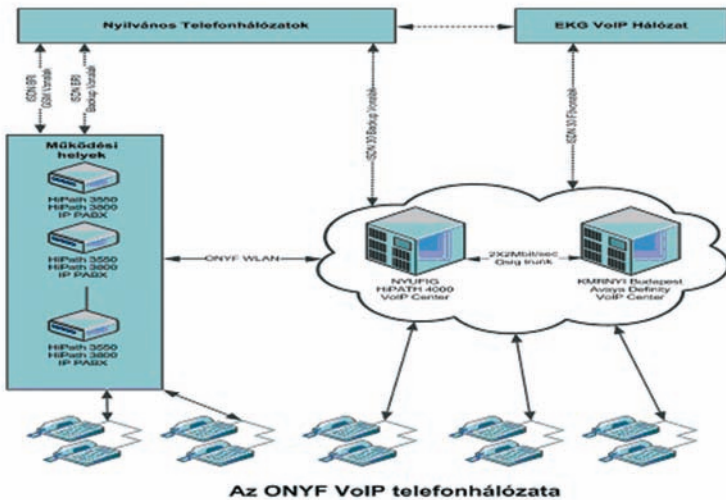 Nyilvános Telefonhálózatok
EKG VoIP Hálózat
ISDN BRI
GSM Vonalak
ISDN BRI
Backup Vonalak
ISDN 30 Backup Vonalak
ISDN 30 Fővonalak
Működési
helyek
HiPath 3550
HiPath 3800
IP PABX
HiPath 3550
HiPath 3800
IP PABX
HiPath 3550
HiPath 3800
IP PABX
ONYF WLAN
NYUFIG
HiPATH 4000
VoIP Center
2X2Mbit/sec
Qsig trunk
KMRNYI Budapest
Avaya Definity
VoIP Center
Az ONYF VoIP telefonhálózata